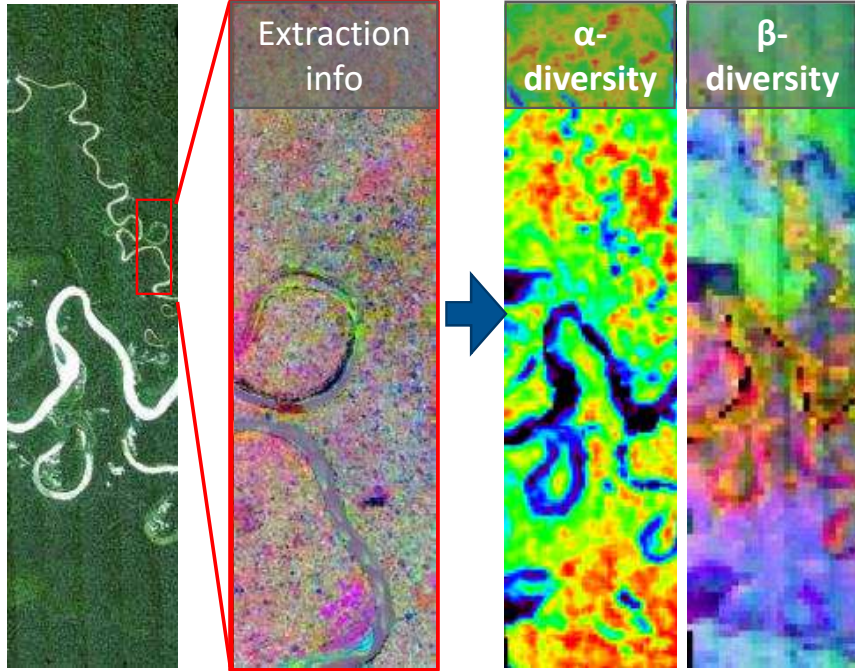 Extraction
info
α-
diversity
β-
diversity